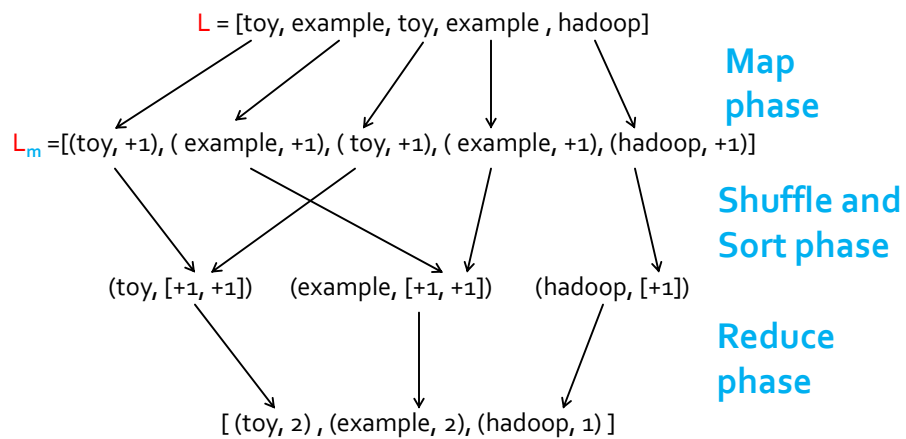 L = [toy, example, toy, example , hadoop]
Map
phase
Lm =[(toy, +1), ( example, +1), ( toy, +1), ( example, +1), (hadoop, +1)]
Shuffle and
Sort phase
(toy, [+1, +1]) (example, [+1, +1]) (hadoop, [+1])
Reduce
phase
[ (toy, 2) , (example, 2), (hadoop, 1) ]